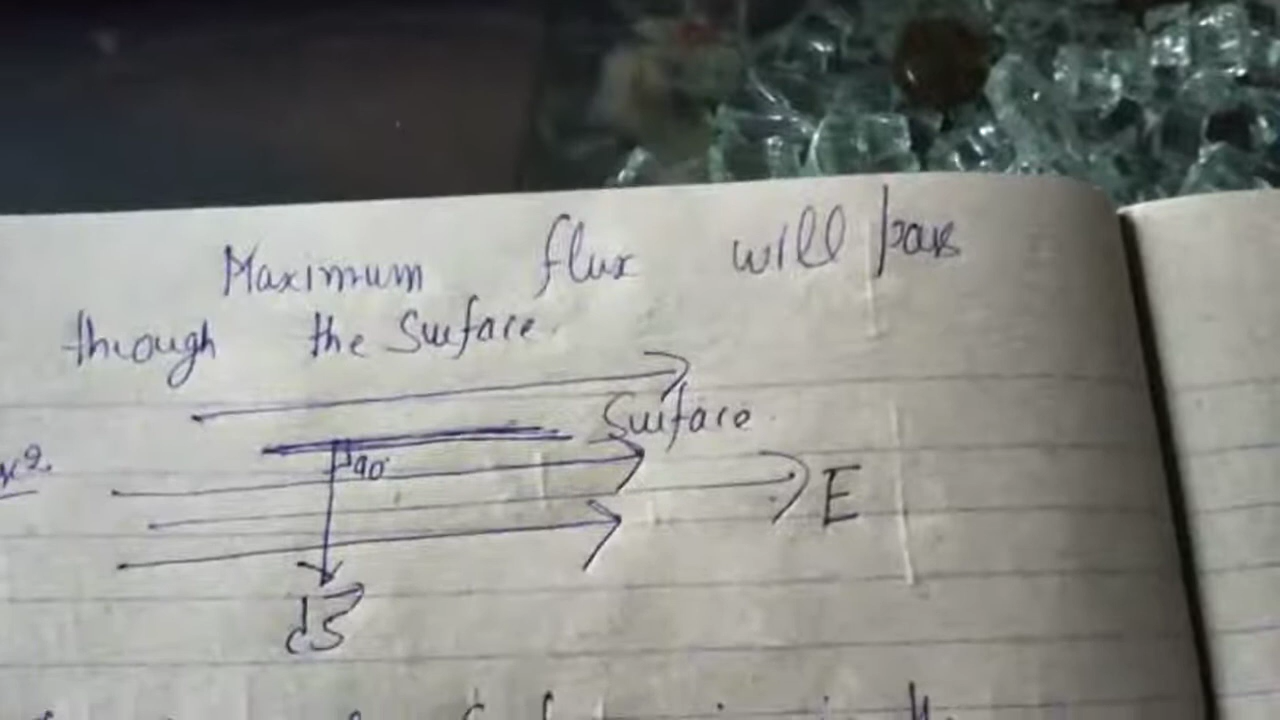 Maximum flux will pass
through the Surface.
Surface
90°
E
dS